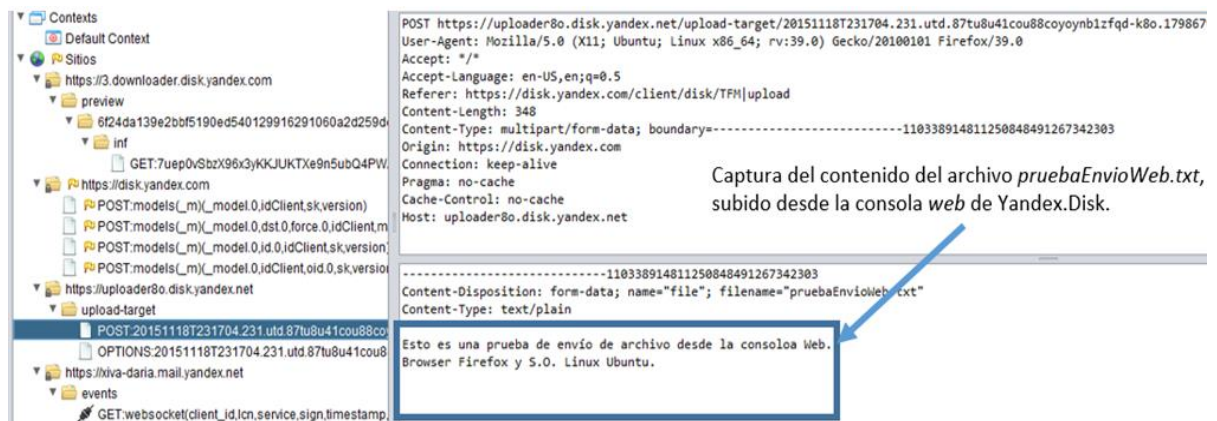 Contexts
Default Context
Sitios
https://3.downloader.disk.yandex.com
preview
6f24da139e2bbf5190ed540129916291060a2d259d
inf
GET:7uep0vSbzX96x3yKKJUKTXe9n5ubQ4PW
https://disk.yandex.com
POST:models(_m)(_model.0,idClient,sk,version)
POST:models(_m)(_model.0,dst.0,force.0,idClient,m
POST:models(_m)(_model.0,id.0,idClient,sk,version)
POST:models(_m)(_model.0,idClient,oid.0,sk,versio
https://uploader8o.disk.yandex.net
upload-target
POST:20151118T231704.231.utd.87tu8u41cou88co
OPTIONS:20151118T231704.231.utd.87tu8u41cou8
https://xiva-daria.mail.yandex.net
events
GET:websocket(client_id,lcn,service,sign,timestamp,
POST https://uploader8o.disk.yandex.net/upload-target/20151118T231704.231.utd.87tu8u41cou88coyoynb1zfqd-k8o.179867
User-Agent: Mozilla/5.0 (X11; Ubuntu; Linux x86_64; rv:39.0) Gecko/20100101 Firefox/39.0
Accept: */*
Accept-Language: en-US,en;q=0.5
Referer: https://disk.yandex.com/client/disk/TFM|upload
Content-Length: 348
Content-Type: multipart/form-data; boundary=---------------------------1103389148112508484912673​42303
Origin: https://disk.yandex.com
Connection: keep-alive
Pragma: no-cache
Cache-Control: no-cache
Host: uploader8o.disk.yandex.net
Captura del contenido del archivo pruebaEnvioWeb.txt,
subido desde la consola web de Yandex.Disk.
-----------------------------110338914811250848491267342303
Content-Disposition: form-data; name="file"; filename="pruebaEnvioWeb.txt"
Content-Type: text/plain
Esto es una prueba de envío de archivo desde la consoloa Web.
Browser Firefox y S.O. Linux Ubuntu.